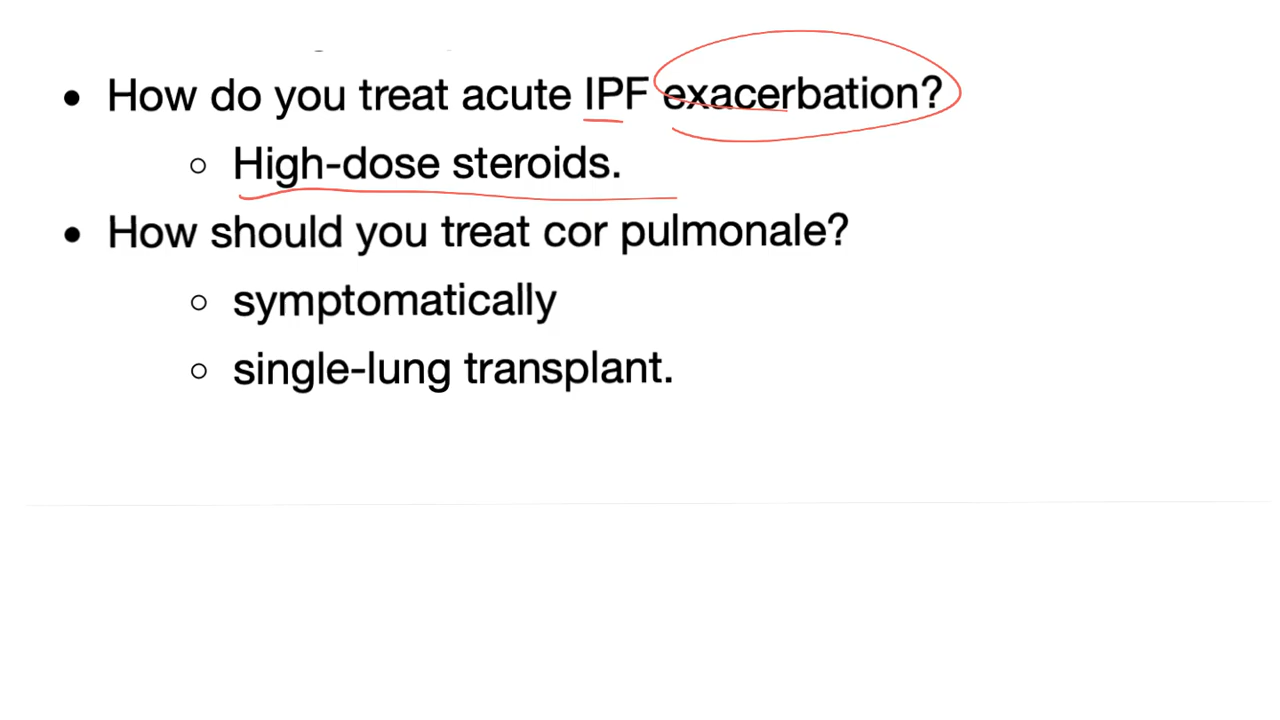 • How do you treat acute IPF exacerbation?
○ High-dose steroids.
• How should you treat cor pulmonale?
○ symptomatically
○ single-lung transplant.